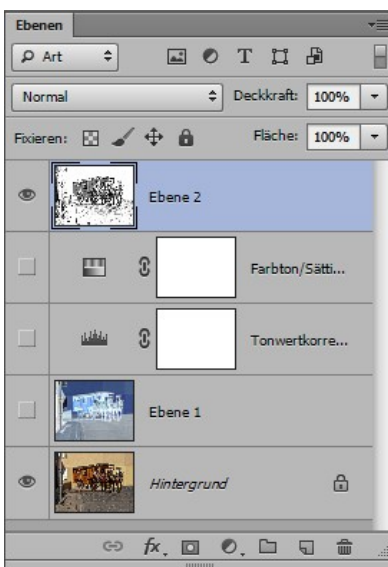 Ebenen
Art T
Normal Deckkraft: 100%
Fixieren: Fläche: 100%
Ebene 2
Farbton/Sätti...
Tonwertkorre...
Ebene 1
Hintergrund
fx.